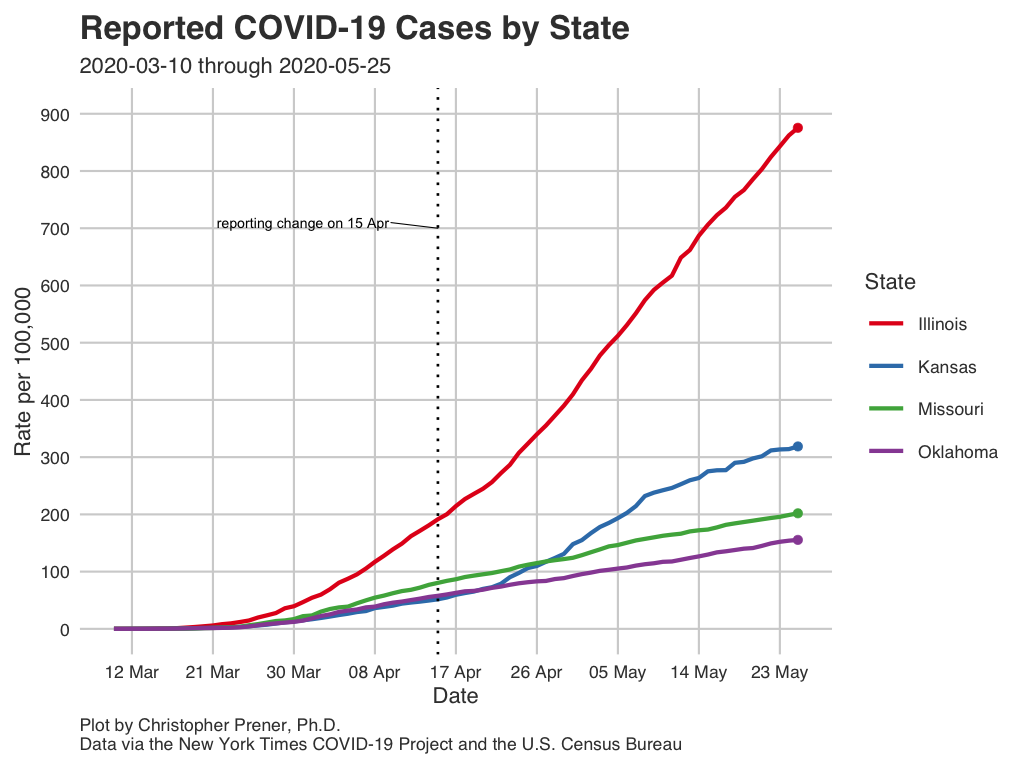 Reported COVID-19 Cases by State
2020-03-10 through 2020-05-25
900
800
700
600
500
400
300
200
100
0
Rate per 100,000
reporting change on 15 Apr
12 Mar
21 Mar
30 Mar
08 Apr
17 Apr
26 Apr
05 May
14 May
23 May
Date
State
Illinois
Kansas
Missouri
Oklahoma
Plot by Christopher Prener, Ph.D.
Data via the New York Times COVID-19 Project and the U.S. Census Bureau